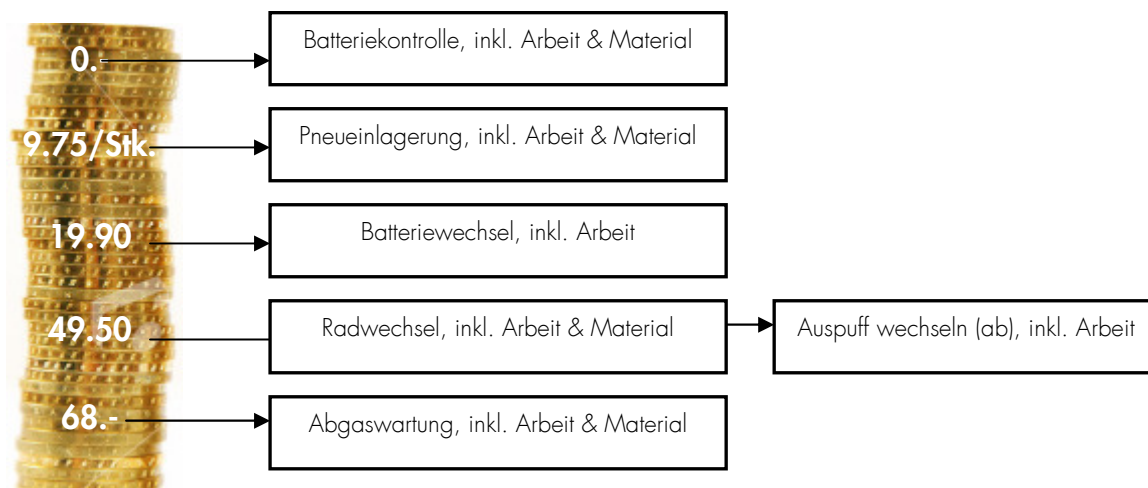 0.-
Batteriekontrolle, inkl. Arbeit & Material
9.75/Stk.
Pneueinlagerung, inkl. Arbeit & Material
19.90
Batteriewechsel, inkl. Arbeit
49.50
Radwechsel, inkl. Arbeit & Material
Auspuff wechseln (ab), inkl. Arbeit
68.-
Abgaswartung, inkl. Arbeit & Material